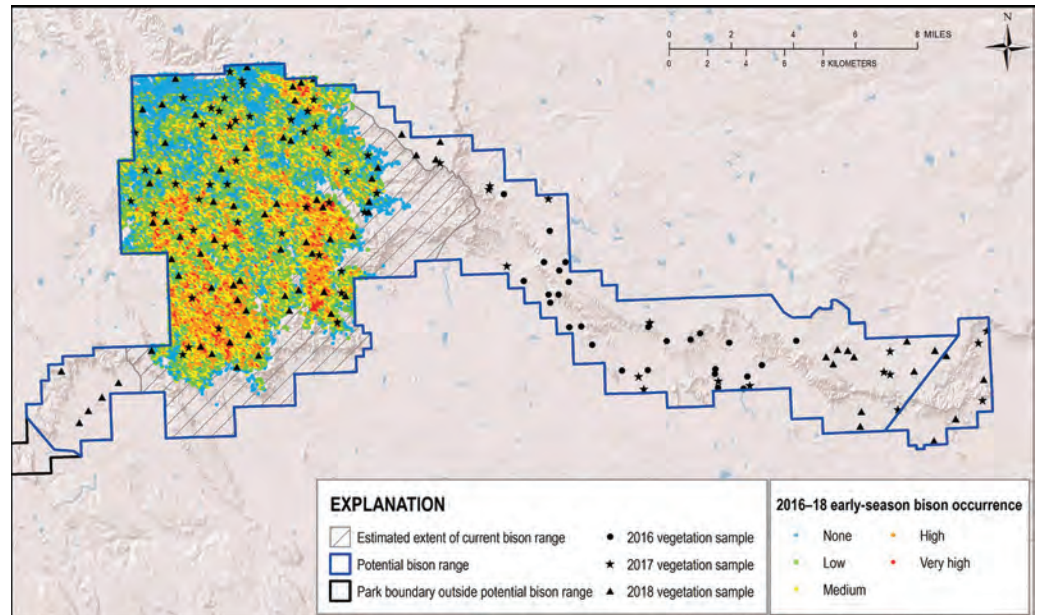 N
0 2 4 6 8 MILES
0 2 4 6 8 KILOMETERS
EXPLANATION
Estimated extent of current bison range
Potential bison range
Park boundary outside potential bison range
2016 vegetation sample
2017 vegetation sample
2018 vegetation sample
2016–18 early-season bison occurrence
None
Low
Medium
High
Very high